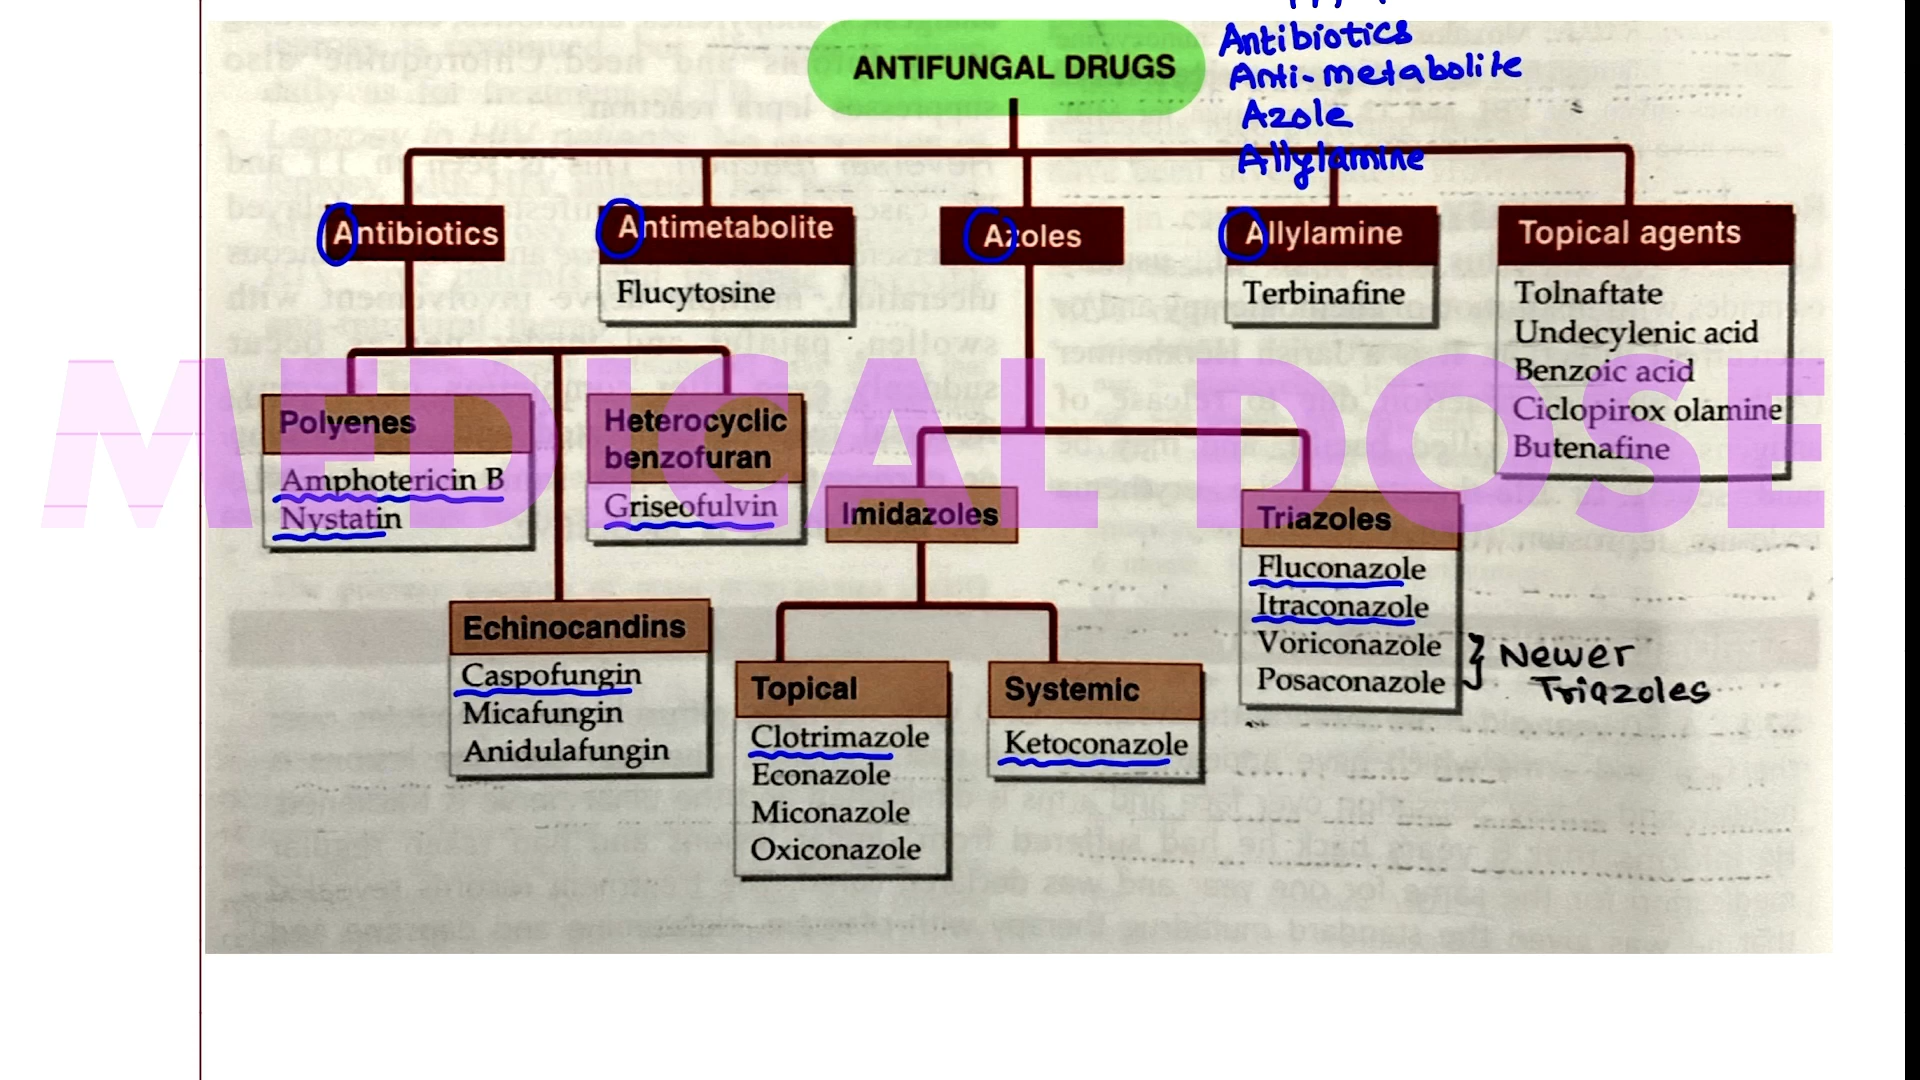 Antibiotics
Anti-metabolite
Azole
Allylamine
ANTIFUNGAL DRUGS
Antibiotics
Antimetabolite
Flucytosine
Azoles
Allylamine
Terbinafine
Topical agents
Tolnaftate
Undecylenic acid
Benzoic acid
Ciclopirox olamine
Butenafine
Polyenes
Amphotericin B
Nystatin
Heterocyclic
benzofuran
Griseofulvin
Echinocandins
Caspofungin
Micafungin
Anidulafungin
Imidazoles
Topical
Clotrimazole
Econazole
Miconazole
Oxiconazole
Systemic
Ketoconazole
Triazoles
Fluconazole
Itraconazole
Voriconazole
Posaconazole
Newer
Triazoles
MEDICAL DOSE